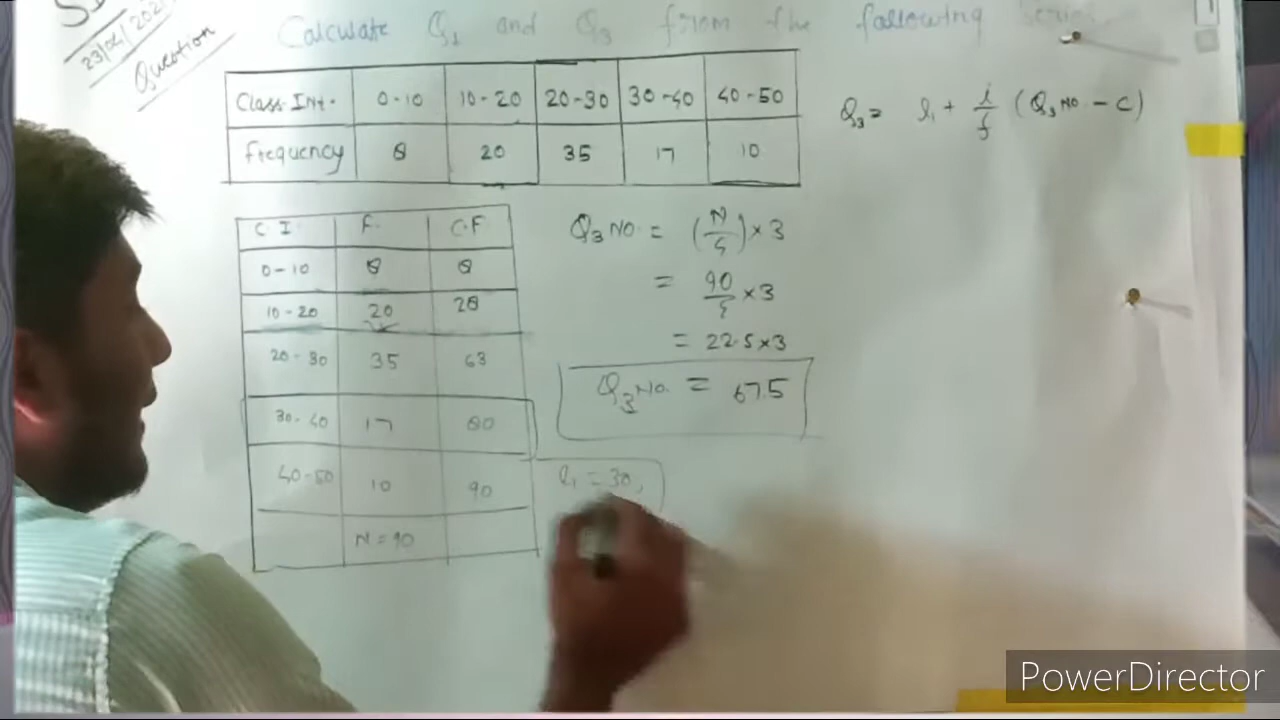 23/04/202
Question
Calculate Q1 and Q3 from the following
Class Int. 0-10 10-20 20-30 30-40 40-50
Frequency 8 20 35 17 10
Q3 = l1 + i/f (Q3 NO. - C)
C.I. F. C.F
0-10 8 8
10-20 20 28
20-30 35 63
30-40 17 80
40-50 10 90
N = 90
Q3 NO. = (N/4) × 3
= 90/4 × 3
= 22.5 × 3
Q3 NO. = 67.5
l1 = 30,
PowerDirector